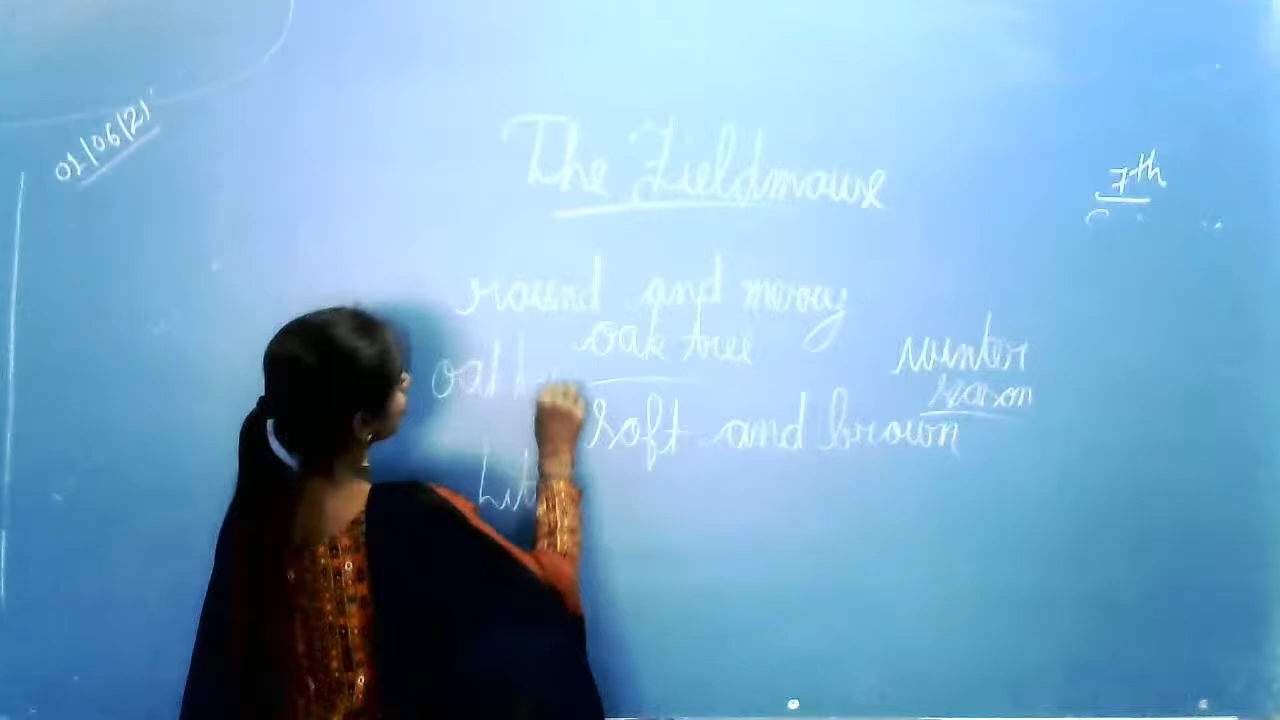 01/06/21
The Fieldmouse
7th
round and merry
oak tree
winter
season
soft and brown